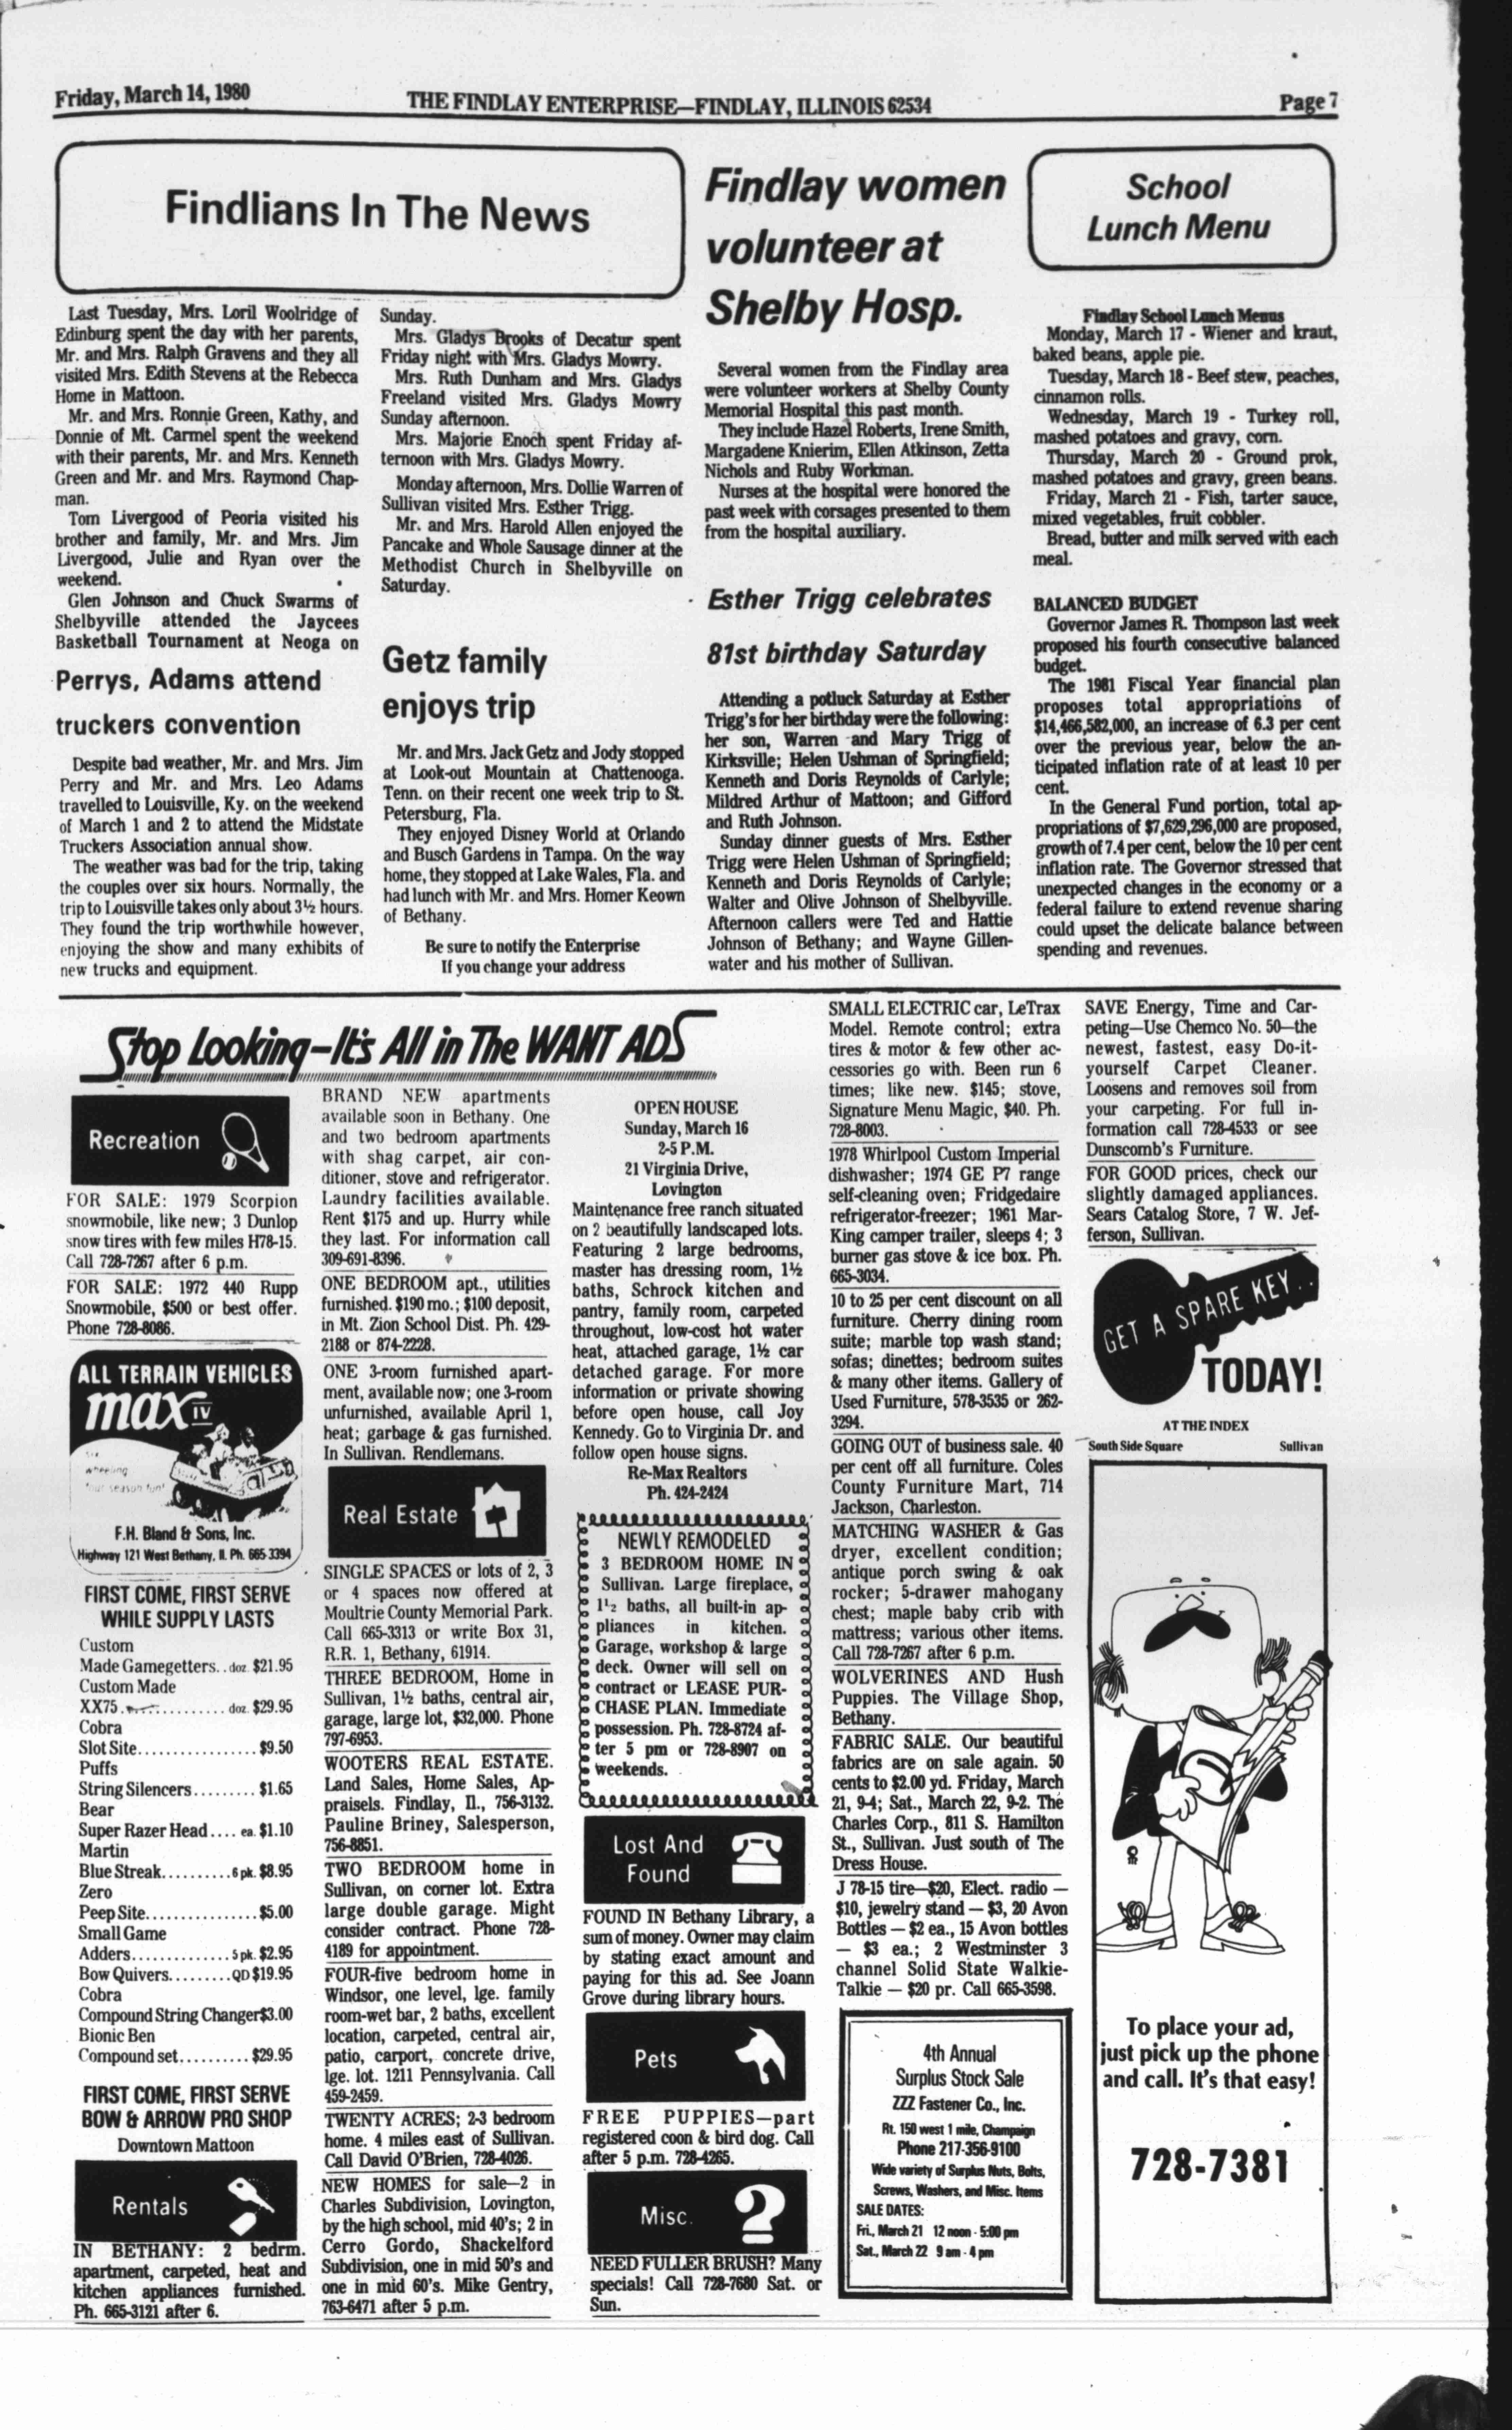 Friday, March 14, 1980
THE FINDLAY ENTERPRISE—FINDLAY, ILLINOIS 62534
Page 7
Findlians In The News
Last Tuesday, Mrs. Loril Woolridge of
Edinburg spent the day with her parents,
Mr. and Mrs. Ralph Gravens and they all
visited Mrs. Edith Stevens at the Rebecca
Home in Mattoon.
Mr. and Mrs. Ronnie Green, Kathy, and
Donnie of Mt. Carmel spent the weekend
with their parents, Mr. and Mrs. Kenneth
Green and Mr. and Mrs. Raymond Chap-
man.
Tom Livergood of Peoria visited his
brother and family, Mr. and Mrs. Jim
Livergood, Julie and Ryan over the
weekend.
Glen Johnson and Chuck Swarms of
Shelbyville attended the Jaycees
Basketball Tournament at Neoga on
Sunday.
Mrs. Gladys Brooks of Decatur spent
Friday night with Mrs. Gladys Mowry.
Mrs. Ruth Dunham and Mrs. Gladys
Freeland visited Mrs. Gladys Mowry
Sunday afternoon.
Mrs. Majorie Enoch spent Friday af-
ternoon with Mrs. Gladys Mowry.
Monday afternoon, Mrs. Dollie Warren of
Sullivan visited Mrs. Esther Trigg.
Mr. and Mrs. Harold Allen enjoyed the
Pancake and Whole Sausage dinner at the
Methodist Church in Shelbyville on
Saturday.
Perrys, Adams attend
truckers convention
Despite bad weather, Mr. and Mrs. Jim
Perry and Mr. and Mrs. Leo Adams
travelled to Louisville, Ky. on the weekend
of March 1 and 2 to attend the Midstate
Truckers Association annual show.
The weather was bad for the trip, taking
the couples over six hours. Normally, the
trip to Louisville takes only about 3½ hours.
They found the trip worthwhile however,
enjoying the show and many exhibits of
new trucks and equipment.
Getz family
enjoys trip
Mr. and Mrs. Jack Getz and Jody stopped
at Look-out Mountain at Chattenooga.
Tenn. on their recent one week trip to St.
Petersburg, Fla.
They enjoyed Disney World at Orlando
and Busch Gardens in Tampa. On the way
home, they stopped at Lake Wales, Fla. and
had lunch with Mr. and Mrs. Homer Keown
of Bethany.
Be sure to notify the Enterprise
If you change your address
Findlay women
volunteer at
Shelby Hosp.
Several women from the Findlay area
were volunteer workers at Shelby County
Memorial Hospital this past month.
They include Hazel Roberts, Irene Smith,
Margadene Knierim, Ellen Atkinson, Zetta
Nichols and Ruby Workman.
Nurses at the hospital were honored the
past week with corsages presented to them
from the hospital auxiliary.
Esther Trigg celebrates
81st birthday Saturday
Attending a potluck Saturday at Esther
Trigg's for her birthday were the following:
her son, Warren and Mary Trigg of
Kirksville; Helen Ushman of Springfield;
Kenneth and Doris Reynolds of Carlyle;
Mildred Arthur of Mattoon; and Gifford
and Ruth Johnson.
Sunday dinner guests of Mrs. Esther
Trigg were Helen Ushman of Springfield;
Kenneth and Doris Reynolds of Carlyle;
Walter and Olive Johnson of Shelbyville.
Afternoon callers were Ted and Hattie
Johnson of Bethany; and Wayne Gillen-
water and his mother of Sullivan.
School
Lunch Menu
Findlay School Lunch Menus
Monday, March 17 - Wiener and kraut,
baked beans, apple pie.
Tuesday, March 18 - Beef stew, peaches,
cinnamon rolls.
Wednesday, March 19 - Turkey roll,
mashed potatoes and gravy, corn.
Thursday, March 20 - Ground prok,
mashed potatoes and gravy, green beans.
Friday, March 21 - Fish, tarter sauce,
mixed vegetables, fruit cobbler.
Bread, butter and milk served with each
meal.
BALANCED BUDGET
Governor James R. Thompson last week
proposed his fourth consecutive balanced
budget.
The 1981 Fiscal Year financial plan
proposes total appropriations of
$14,466,582,000, an increase of 6.3 per cent
over the previous year, below the an-
ticipated inflation rate of at least 10 per
cent.
In the General Fund portion, total ap-
propriations of $7,629,296,000 are proposed,
growth of 7.4 per cent, below the 10 per cent
inflation rate. The Governor stressed that
unexpected changes in the economy or a
federal failure to extend revenue sharing
could upset the delicate balance between
spending and revenues.
Stop Looking—It's All in The WANT ADS
Recreation
FOR SALE: 1979 Scorpion
snowmobile, like new; 3 Dunlop
snow tires with few miles H78-15.
Call 728-7267 after 6 p.m.
FOR SALE: 1972 440 Rupp
Snowmobile, $500 or best offer.
Phone 728-8086.
ALL TERRAIN VEHICLES
max IV
six
wheeling
four season fun!
F.H. Bland & Sons, Inc.
Highway 121 West Bethany, Il. Ph. 665-3394
FIRST COME, FIRST SERVE
WHILE SUPPLY LASTS
Custom
Made Gamegetters. . doz. $21.95
Custom Made
XX75 ............ doz. $29.95
Cobra
Slot Site................. $9.50
Puffs
String Silencers......... $1.65
Bear
Super Razer Head.... ea. $1.10
Martin
Blue Streak..........6 pk. $8.95
Zero
Peep Site................ $5.00
Small Game
Adders.............. 5 pk. $2.95
Bow Quivers.........QD $19.95
Cobra
Compound String Changer$3.00
Bionic Ben
Compound set.......... $29.95
FIRST COME, FIRST SERVE
BOW & ARROW PRO SHOP
Downtown Mattoon
Rentals
IN BETHANY: 2 bedrm.
apartment, carpeted, heat and
kitchen appliances furnished.
Ph. 665-3121 after 6.
BRAND NEW apartments
available soon in Bethany. One
and two bedroom apartments
with shag carpet, air con-
ditioner, stove and refrigerator.
Laundry facilities available.
Rent $175 and up. Hurry while
they last. For information call
309-691-8396.
ONE BEDROOM apt., utilities
furnished. $190 mo.; $100 deposit,
in Mt. Zion School Dist. Ph. 429-
2188 or 874-2228.
ONE 3-room furnished apart-
ment, available now; one 3-room
unfurnished, available April 1,
heat; garbage & gas furnished.
In Sullivan. Rendlemans.
Real Estate
SINGLE SPACES or lots of 2, 3
or 4 spaces now offered at
Moultrie County Memorial Park.
Call 665-3313 or write Box 31,
R.R. 1, Bethany, 61914.
THREE BEDROOM, Home in
Sullivan, 1½ baths, central air,
garage, large lot, $32,000. Phone
797-6953.
WOOTERS REAL ESTATE.
Land Sales, Home Sales, Ap-
praisels. Findlay, Il., 756-3132.
Pauline Briney, Salesperson,
756-8851.
TWO BEDROOM home in
Sullivan, on corner lot. Extra
large double garage. Might
consider contract. Phone 728-
4189 for appointment.
FOUR-five bedroom home in
Windsor, one level, lge. family
room-wet bar, 2 baths, excellent
location, carpeted, central air,
patio, carport, concrete drive,
lge. lot. 1211 Pennsylvania. Call
459-2459.
TWENTY ACRES; 2-3 bedroom
home. 4 miles east of Sullivan.
Call David O'Brien, 728-4026.
NEW HOMES for sale—2 in
Charles Subdivision, Lovington,
by the high school, mid 40's; 2 in
Cerro Gordo, Shackelford
Subdivision, one in mid 50's and
one in mid 60's. Mike Gentry,
763-6471 after 5 p.m.
OPEN HOUSE
Sunday, March 16
2-5 P.M.
21 Virginia Drive,
Lovington
Maintenance free ranch situated
on 2 beautifully landscaped lots.
Featuring 2 large bedrooms,
master has dressing room, 1½
baths, Schrock kitchen and
pantry, family room, carpeted
throughout, low-cost hot water
heat, attached garage, 1½ car
detached garage. For more
information or private showing
before open house, call Joy
Kennedy. Go to Virginia Dr. and
follow open house signs.
Re-Max Realtors
Ph. 424-2424
NEWLY REMODELED
3 BEDROOM HOME IN
Sullivan. Large fireplace,
1½ baths, all built-in ap-
pliances in kitchen.
Garage, workshop & large
deck. Owner will sell on
contract or LEASE PUR-
CHASE PLAN. Immediate
possession. Ph. 728-8724 af-
ter 5 pm or 728-8907 on
weekends.
Lost And
Found
FOUND IN Bethany Library, a
sum of money. Owner may claim
by stating exact amount and
paying for this ad. See Joann
Grove during library hours.
Pets
FREE PUPPIES—part
registered coon & bird dog. Call
after 5 p.m. 728-4265.
Misc.
?
NEED FULLER BRUSH? Many
specials! Call 728-7680 Sat. or
Sun.
SMALL ELECTRIC car, LeTrax
Model. Remote control; extra
tires & motor & few other ac-
cessories go with. Been run 6
times; like new. $145; stove,
Signature Menu Magic, $40. Ph.
728-8003.
1978 Whirlpool Custom Imperial
dishwasher; 1974 GE P7 range
self-cleaning oven; Fridgedaire
refrigerator-freezer; 1961 Mar-
King camper trailer, sleeps 4; 3
burner gas stove & ice box. Ph.
665-3034.
10 to 25 per cent discount on all
furniture. Cherry dining room
suite; marble top wash stand;
sofas; dinettes; bedroom suites
& many other items. Gallery of
Used Furniture, 578-3535 or 262-
3294.
GOING OUT of business sale. 40
per cent off all furniture. Coles
County Furniture Mart, 714
Jackson, Charleston.
MATCHING WASHER & Gas
dryer, excellent condition;
antique porch swing & oak
rocker; 5-drawer mahogany
chest; maple baby crib with
mattress; various other items.
Call 728-7267 after 6 p.m.
WOLVERINES AND Hush
Puppies. The Village Shop,
Bethany.
FABRIC SALE. Our beautiful
fabrics are on sale again. 50
cents to $2.00 yd. Friday, March
21, 9-4; Sat., March 22, 9-2. The
Charles Corp., 811 S. Hamilton
St., Sullivan. Just south of The
Dress House.
J 78-15 tire—$20, Elect. radio —
$10, jewelry stand — $3, 20 Avon
Bottles — $2 ea., 15 Avon bottles
— $3 ea.; 2 Westminster 3
channel Solid State Walkie-
Talkie — $20 pr. Call 665-3598.
4th Annual
Surplus Stock Sale
ZZZ Fastener Co., Inc.
Rt. 150 west 1 mile, Champaign
Phone 217-356-9100
Wide variety of Surplus Nuts, Bolts,
Screws, Washers, and Misc. Items
SALE DATES:
Fri., March 21 12 noon - 5:00 pm
Sat., March 22 9 am - 4 pm
SAVE Energy, Time and Car-
peting—Use Chemco No. 50—the
newest, fastest, easy Do-it-
yourself Carpet Cleaner.
Loosens and removes soil from
your carpeting. For full in-
formation call 728-4533 or see
Dunscomb's Furniture.
FOR GOOD prices, check our
slightly damaged appliances.
Sears Catalog Store, 7 W. Jef-
ferson, Sullivan.
GET A SPARE KEY . .
TODAY!
AT THE INDEX
South Side Square Sullivan
To place your ad,
just pick up the phone
and call. It's that easy!
728-7381